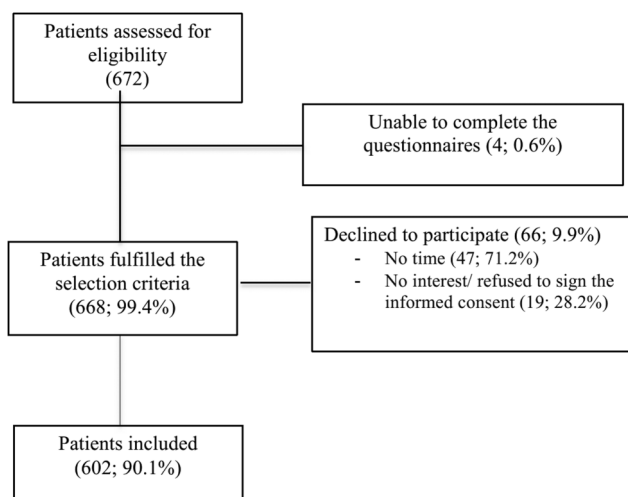 Patients assessed for
eligibility
(672)
Unable to complete the
questionnaires (4; 0.6%)
Patients fulfilled the
selection criteria
(668; 99.4%)
Declined to participate (66; 9.9%)
- No time (47; 71.2%)
- No interest/ refused to sign the
informed consent (19; 28.2%)
Patients included
(602; 90.1%)